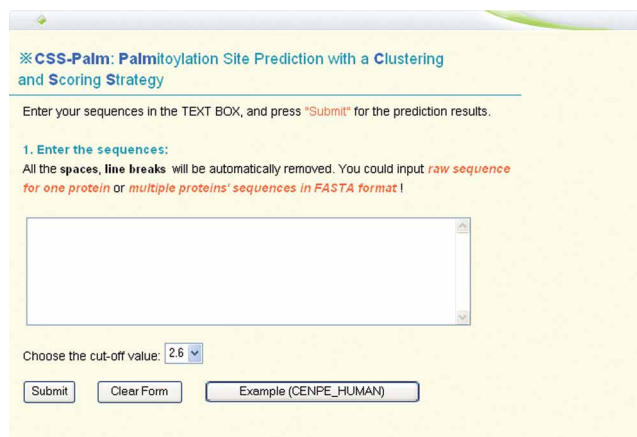 ※CSS-Palm: Palmitoylation Site Prediction with a Clustering
and Scoring Strategy
Enter your sequences in the TEXT BOX, and press "Submit" for the prediction results.
1. Enter the sequences:
All the spaces, line breaks will be automatically removed. You could input raw sequence
for one protein or multiple proteins' sequences in FASTA format !
Choose the cut-off value: 2.6
Submit Clear Form Example (CENPE_HUMAN)